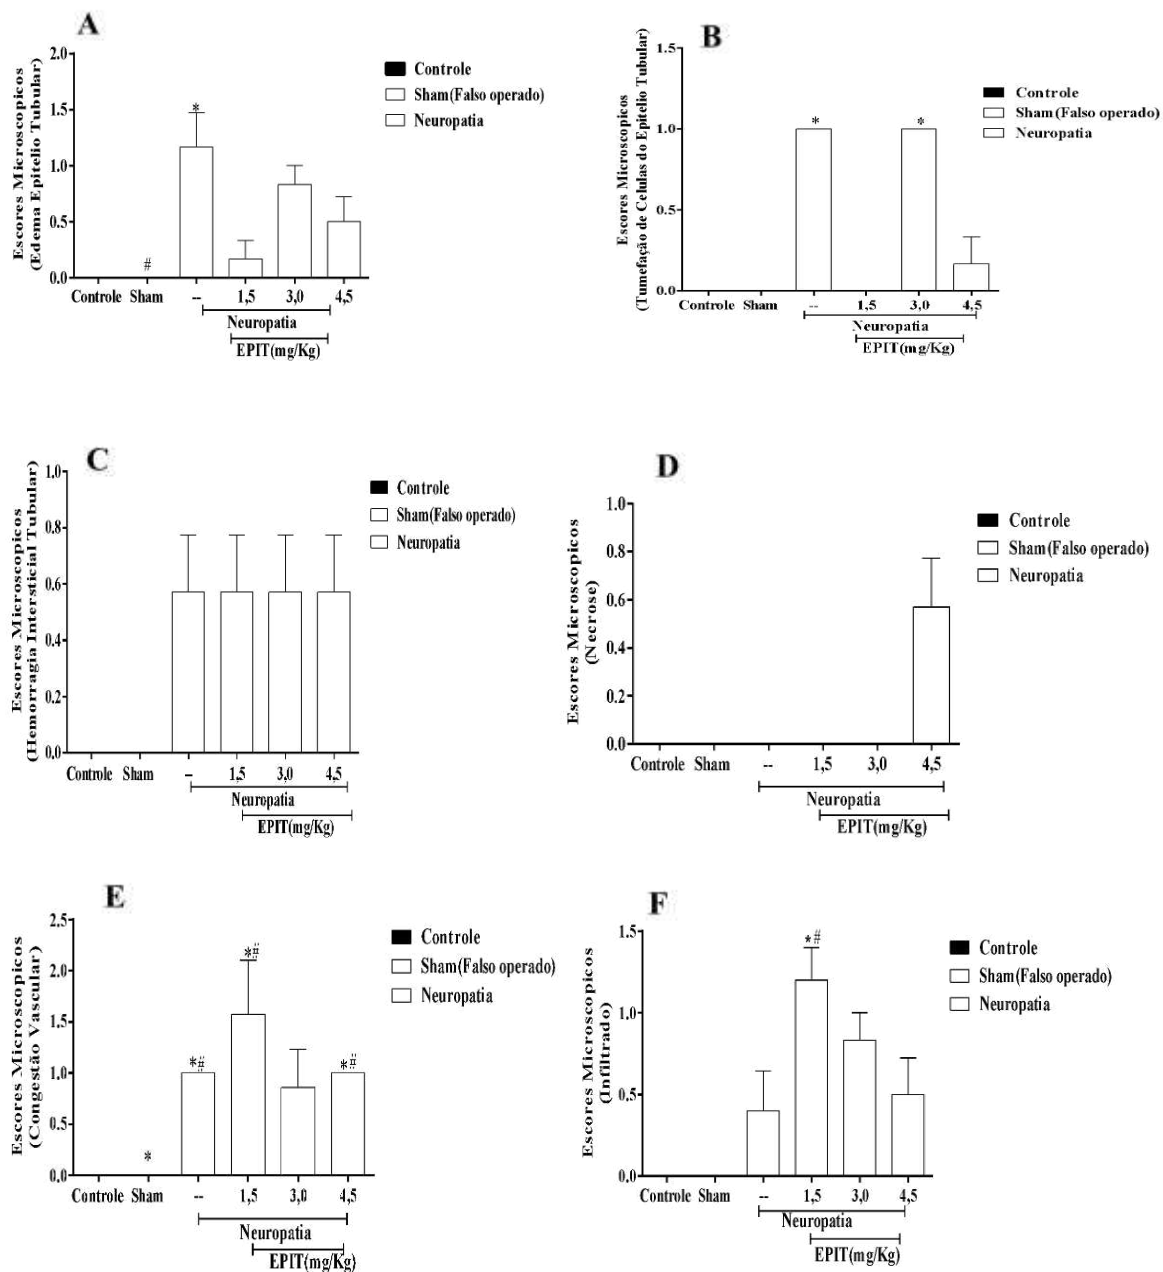 A
Escores Microscopicos
(Edema Epitelio Tubular)
2.0
1.5
1.0
0.5
0.0
*
#
Controle
Sham(Falso operado)
Neuropatia
Controle Sham -- 1,5 3,0 4,5
Neuropatia
EPIT(mg/Kg)
B
Escores Microscopicos
(Tumefação de Celulas do Epitelio Tubular)
1.5
1.0
0.5
0.0
* *
Controle
Sham(Falso operado)
Neuropatia
Controle Sham -- 1,5 3,0 4,5
Neuropatia
EPIT(mg/Kg)
C
Escores Microscopicos
(Hemorragia Intersticial Tubular)
1.0
0.8
0.6
0.4
0.2
0.0
Controle
Sham(Falso operado)
Neuropatia
Controle Sham -- 1,5 3,0 4,5
Neuropatia
EPIT(mg/Kg)
D
Escores Microscopicos
(Necrose)
1.0
0.8
0.6
0.4
0.2
0.0
Controle
Sham(Falso operado)
Neuropatia
Controle Sham -- 1,5 3,0 4,5
Neuropatia
EPIT(mg/Kg)
E
Escores Microscopicos
(Congestão Vascular)
2.5
2.0
1.5
1.0
0.5
0.0
*
*#
*#
*#
Controle
Sham(Falso operado)
Neuropatia
Controle Sham -- 1,5 3,0 4,5
Neuropatia
EPIT(mg/Kg)
F
Escores Microscopicos
(Infiltrado)
1.5
1.0
0.5
0.0
*#
Controle
Sham(Falso operado)
Neuropatia
Controle Sham -- 1,5 3,0 4,5
Neuropatia
EPIT(mg/Kg)